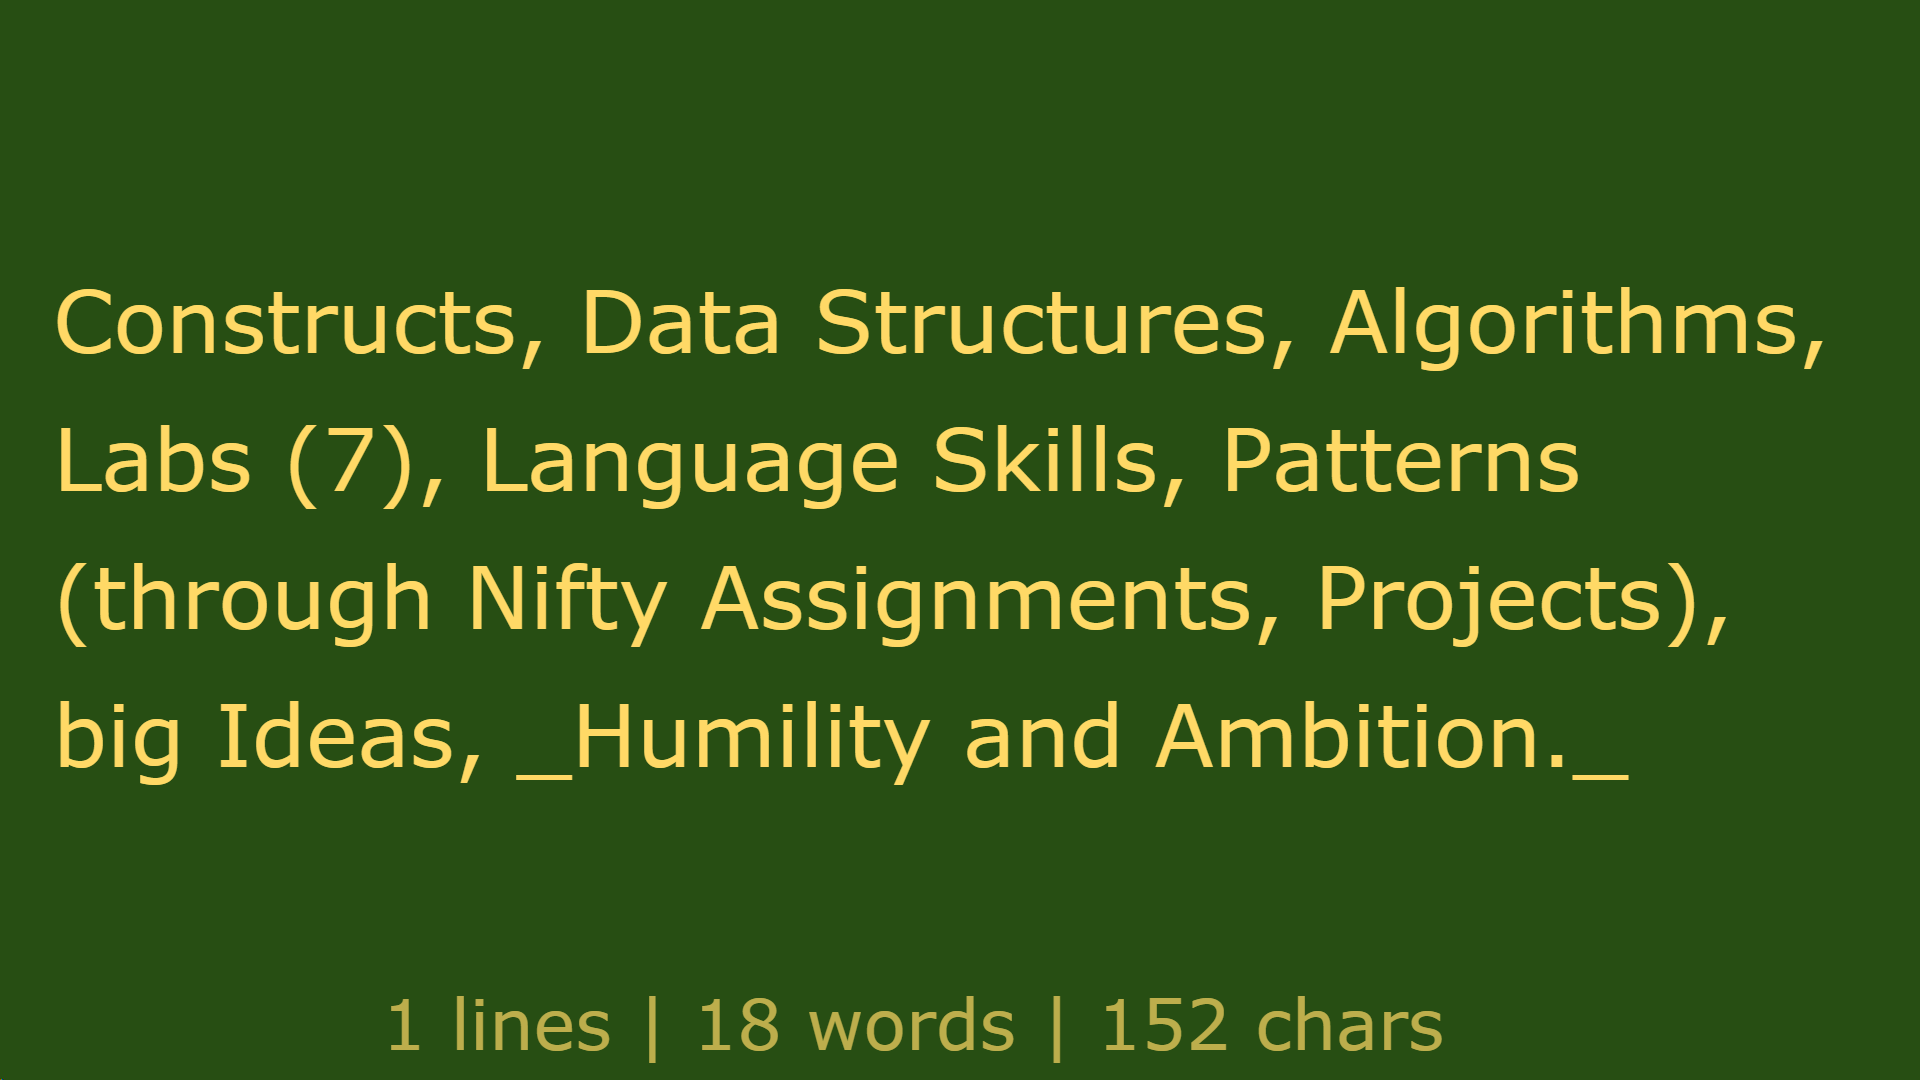 Constructs, Data Structures, Algorithms,
Labs (7), Language Skills, Patterns
(through Nifty Assignments, Projects),
big Ideas, _Humility and Ambition._
1 lines | 18 words | 152 chars